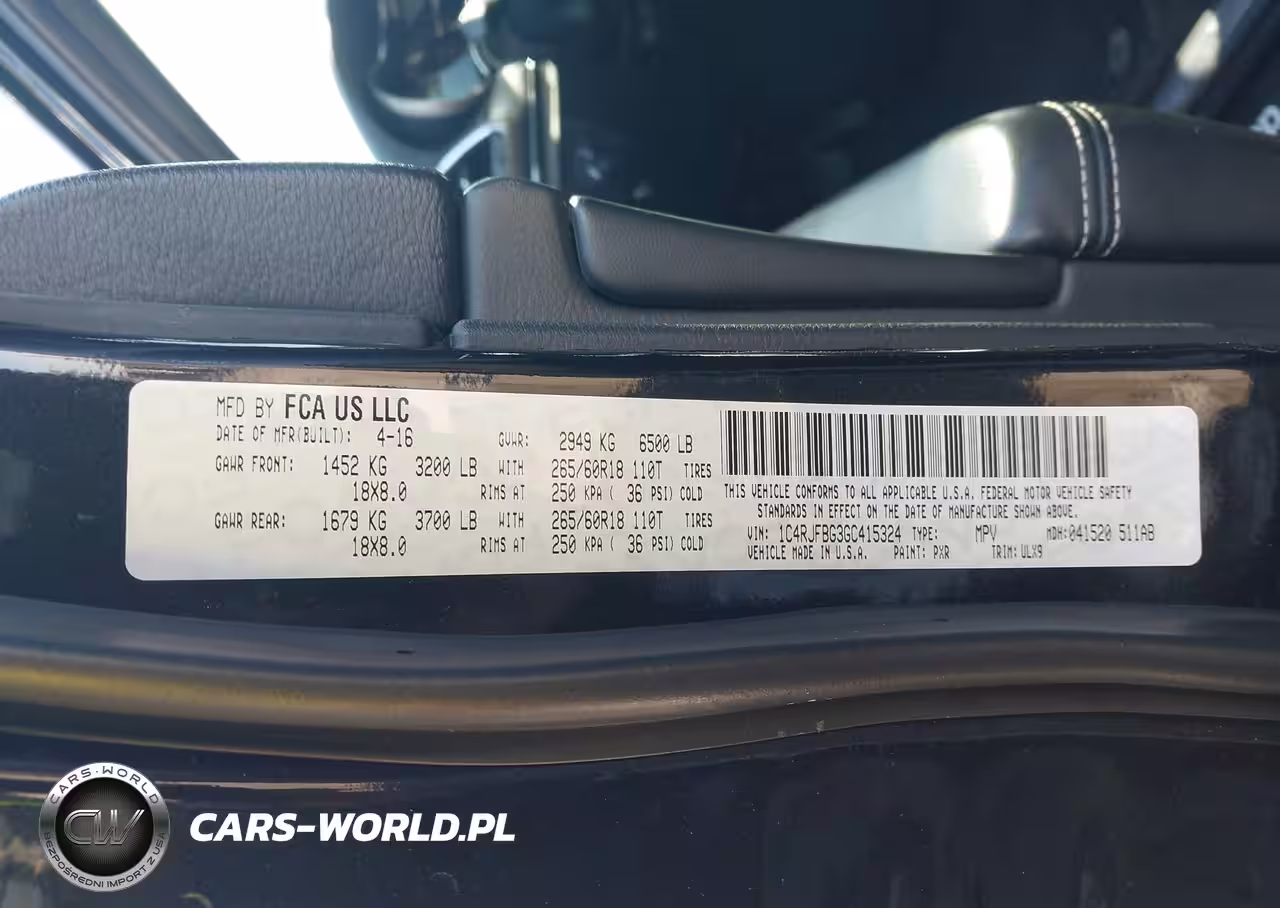 MFD BY FCA US LLC
DATE OF MFR(BUILT): 4-16 GVWR: 2949 KG 6500 LB
GAWR FRONT: 1452 KG 3200 LB WITH 265/60R18 110T TIRES
18X8.0 RIMS AT 250 KPA ( 36 PSI) COLD
GAWR REAR: 1679 KG 3700 LB WITH 265/60R18 110T TIRES
18X8.0 RIMS AT 250 KPA ( 36 PSI) COLD
THIS VEHICLE CONFORMS TO ALL APPLICABLE U.S.A. FEDERAL MOTOR VEHICLE SAFETY
STANDARDS IN EFFECT ON THE DATE OF MANUFACTURE SHOWN ABOVE.
VIN: 1C4RJFBG3GC415324 TYPE: MPV MDH:041520 511AB
VEHICLE MADE IN U.S.A. PAINT: PXR TRIM: ULX9
CARS-WORLD
CW
BEZPOŚREDNI IMPORT Z USA
CARS-WORLD.PL